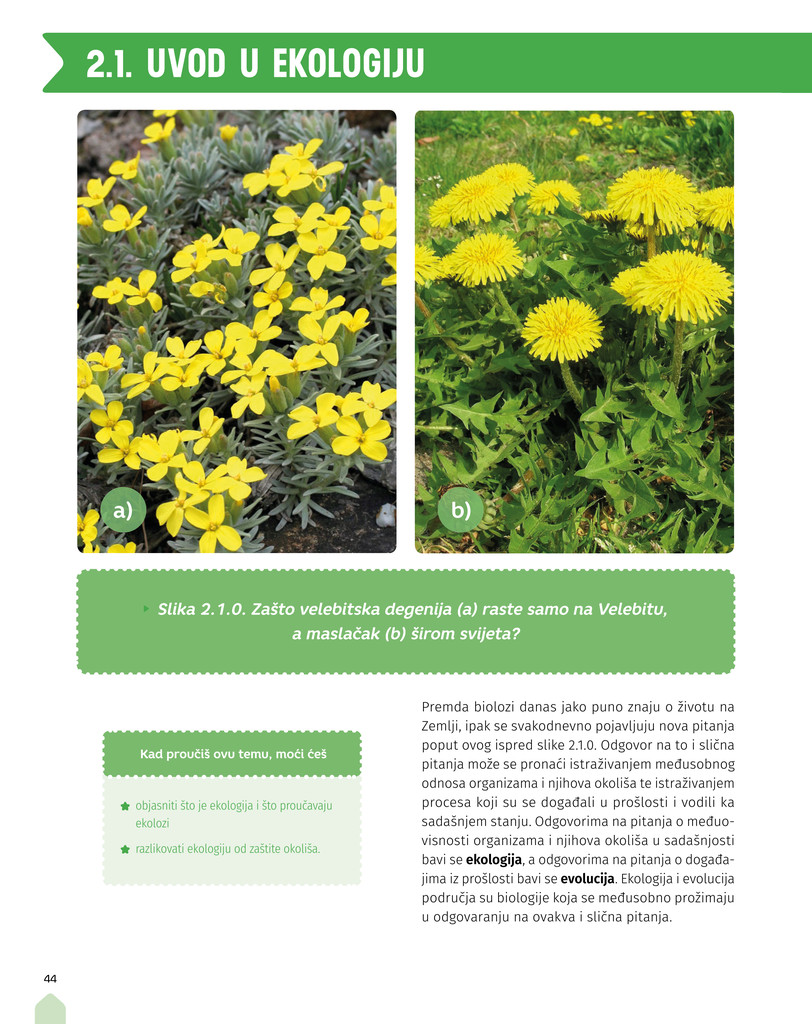 2.1. UVOD U EKOLOGIJU
a)
b)
Slika 2.1.0. Zašto velebitska degenija (a) raste samo na Velebitu,
a maslačak (b) širom svijeta?
Kad proučiš ovu temu, moći ćeš
objasniti što je ekologija i što proučavaju
ekolozi
razlikovati ekologiju od zaštite okoliša.
Premda biolozi danas jako puno znaju o životu na
Zemlji, ipak se svakodnevno pojavljuju nova pitanja
poput ovog ispred slike 2.1.0. Odgovor na to i slična
pitanja može se pronaći istraživanjem međusobnog
odnosa organizama i njihova okoliša te istraživanjem
procesa koji su se događali u prošlosti i vodili ka
sadašnjem stanju. Odgovorima na pitanja o međuo-
visnosti organizama i njihova okoliša u sadašnjosti
bavi se ekologija, a odgovorima na pitanja o događa-
jima iz prošlosti bavi se evolucija. Ekologija i evolucija
područja su biologije koja se međusobno prožimaju
u odgovaranju na ovakva i slična pitanja.
44